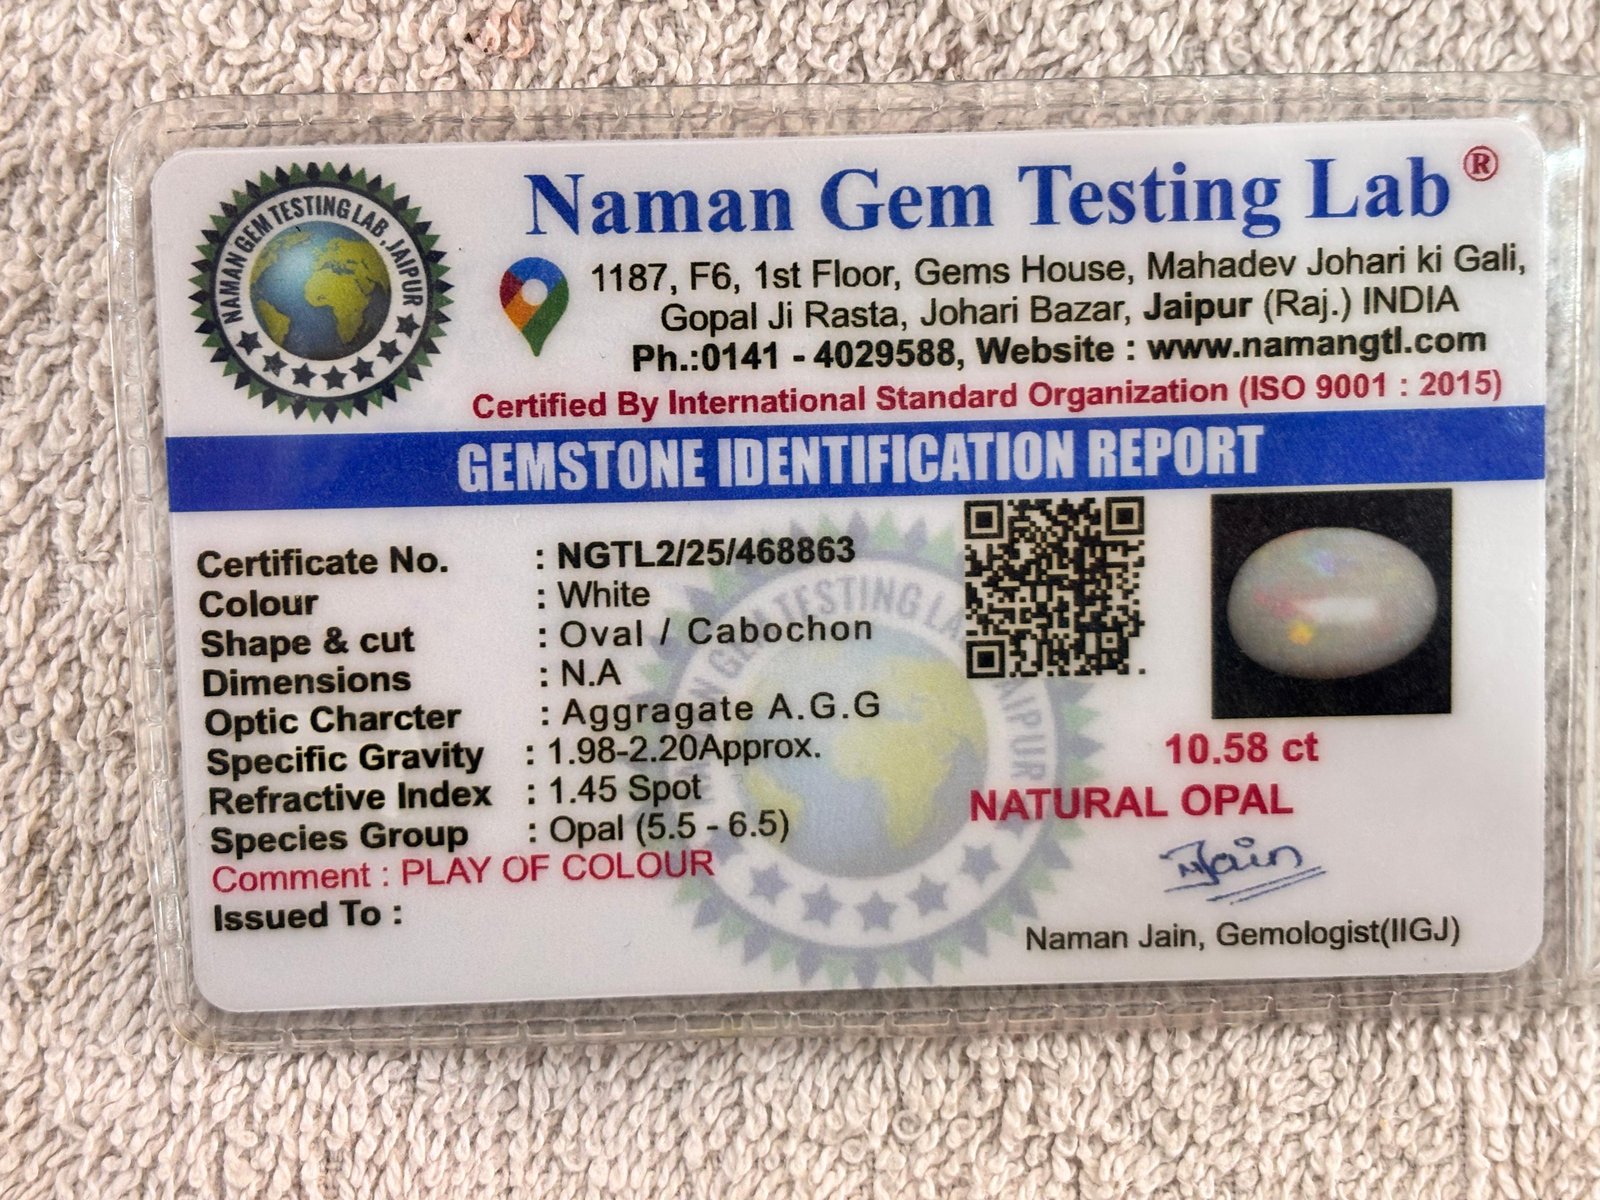 Naman Gem Testing Lab ®
1187, F6, 1st Floor, Gems House, Mahadev Johari ki Gali,
Gopal Ji Rasta, Johari Bazar, Jaipur (Raj.) INDIA
Ph.:0141 - 4029588, Website : www.namangtl.com
Certified By International Standard Organization (ISO 9001 : 2015)
NAMAN GEM TESTING LAB, JAIPUR
GEMSTONE IDENTIFICATION REPORT
Certificate No. : NGTL2/25/468863
Colour : White
Shape & cut : Oval / Cabochon
Dimensions : N.A
Optic Charcter : Aggragate A.G.G
Specific Gravity : 1.98-2.20Approx.
Refractive Index : 1.45 Spot
Species Group : Opal (5.5 - 6.5)
Comment : PLAY OF COLOUR
Issued To :
10.58 ct
NATURAL OPAL
NJain
Naman Jain, Gemologist(IIGJ)